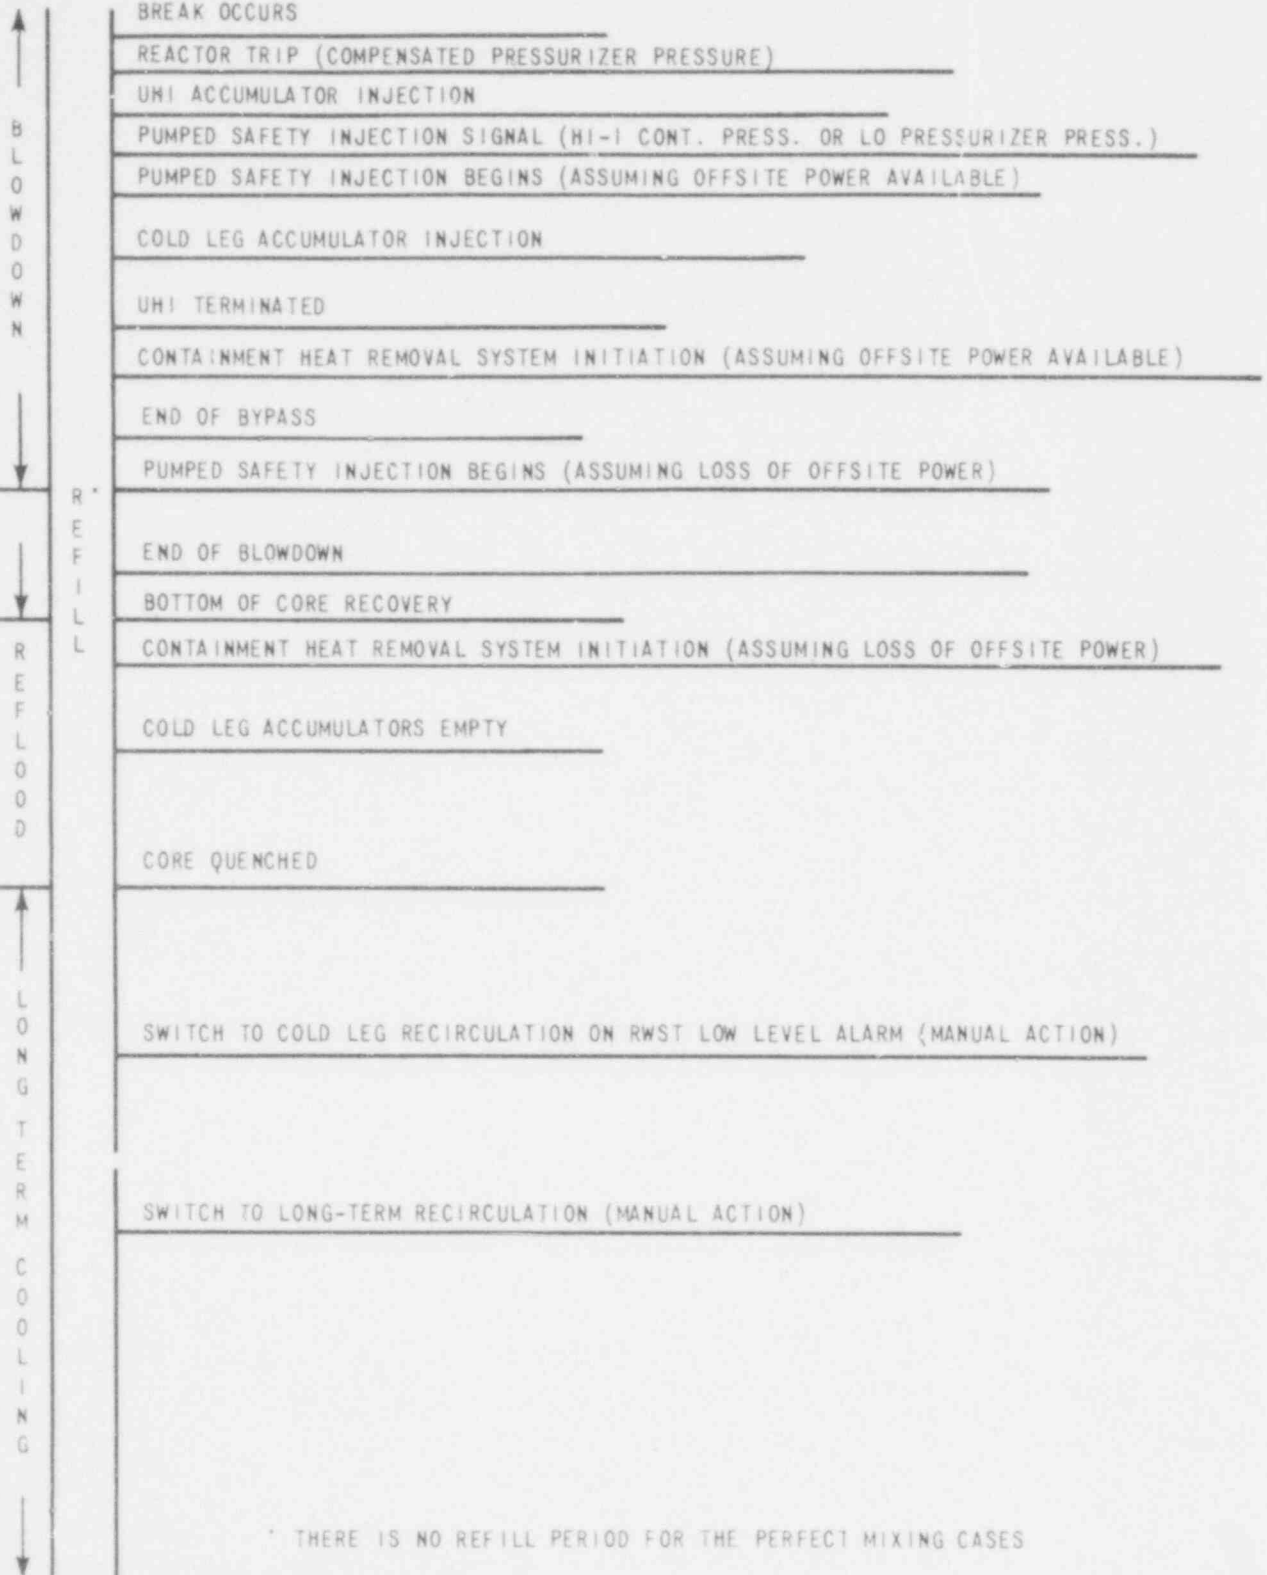 BREAK OCCURS
REACTOR TRIP (COMPENSATED PRESSURIZER PRESSURE)
UHI ACCUMULATOR INJECTION
PUMPED SAFETY INJECTION SIGNAL (HI-I CONT. PRESS. OR LO PRESSURIZER PRESS.)
PUMPED SAFETY INJECTION BEGINS (ASSUMING OFFSITE POWER AVAILABLE)
COLD LEG ACCUMULATOR INJECTION
UHI TERMINATED
CONTAINMENT HEAT REMOVAL SYSTEM INITIATION (ASSUMING OFFSITE POWER AVAILABLE)
END OF BYPASS
PUMPED SAFETY INJECTION BEGINS (ASSUMING LOSS OF OFFSITE POWER)
END OF BLOWDOWN
BOTTOM OF CORE RECOVERY
CONTAINMENT HEAT REMOVAL SYSTEM INITIATION (ASSUMING LOSS OF OFFSITE POWER)
COLD LEG ACCUMULATORS EMPTY
CORE QUENCHED
SWITCH TO COLD LEG RECIRCULATION ON RWST LOW LEVEL ALARM (MANUAL ACTION)
SWITCH TO LONG-TERM RECIRCULATION (MANUAL ACTION)
BLOWDOWN
REFILL*
REFLOOD
LONG TERM COOLING
* THERE IS NO REFILL PERIOD FOR THE PERFECT MIXING CASES